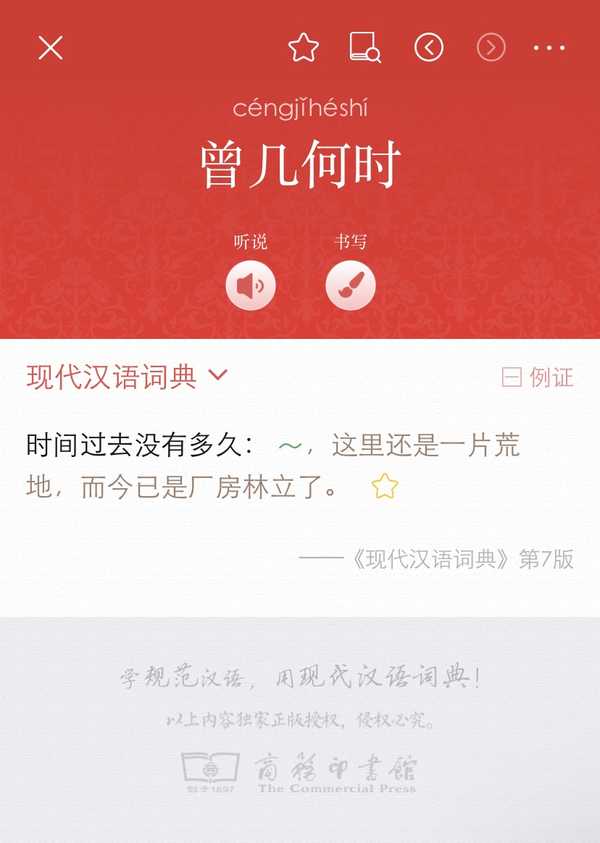 céngjǐhéshí
曾几何时
听说 书写
现代汉语词典 例证
时间过去没有多久：～，这里还是一片荒
地，而今已是厂房林立了。
——《现代汉语词典》第7版
学规范汉语，用现代汉语词典！
以上内容独家正版授权，侵权必究。
商務印書館
创于1897 The Commercial Press